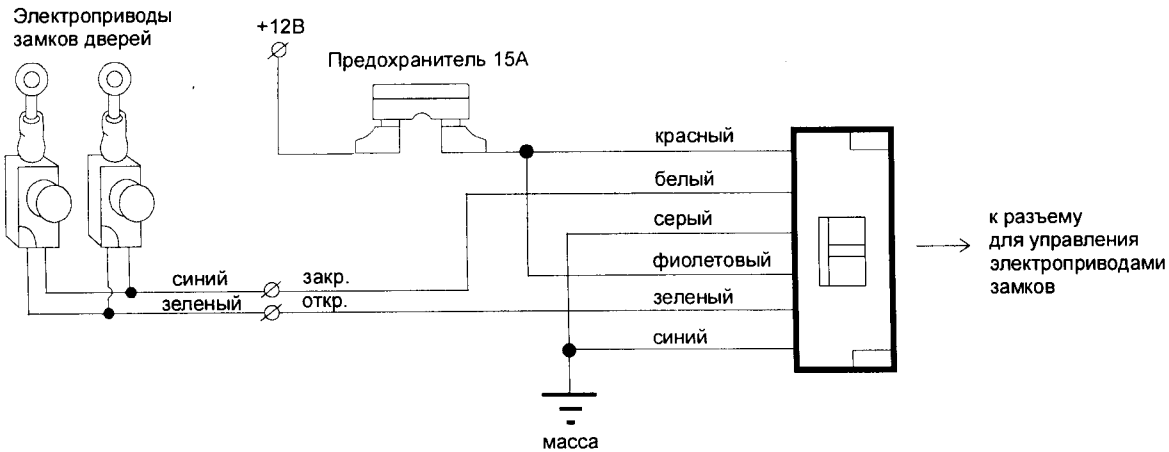 Электроприводы
замков дверей
+12В
Предохранитель 15А
красный
белый
серый
фиолетовый
зеленый
синий
синий
закр.
зеленый
откр.
масса
к разъему
для управления
электроприводами
замков